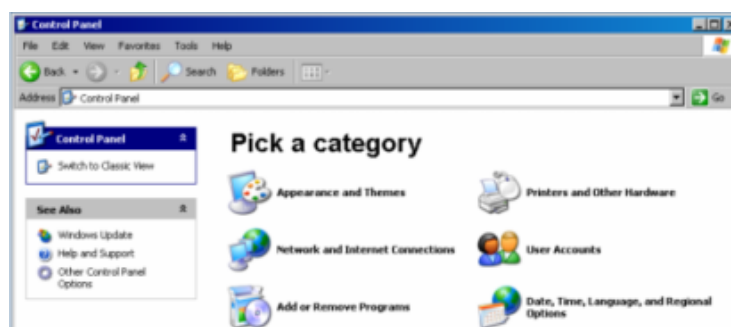 Control Panel
File Edit View Favorites Tools Help
Back Search Folders
Address Control Panel Go
Control Panel
Switch to Classic View
See Also
Windows Update
Help and Support
Other Control Panel
Options
Pick a category
Appearance and Themes
Printers and Other Hardware
Network and Internet Connections
User Accounts
Add or Remove Programs
Date, Time, Language, and Regional
Options